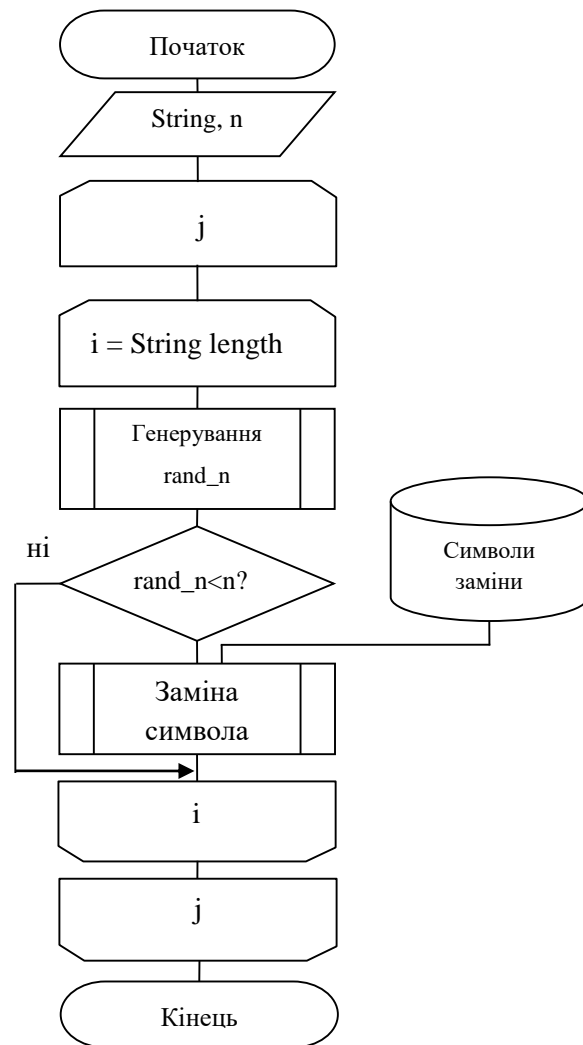 Початок
String, n
j
i = String length
Генерування
rand_n
ні
rand_n<n?
Символи
заміни
Заміна
символа
i
j
Кінець